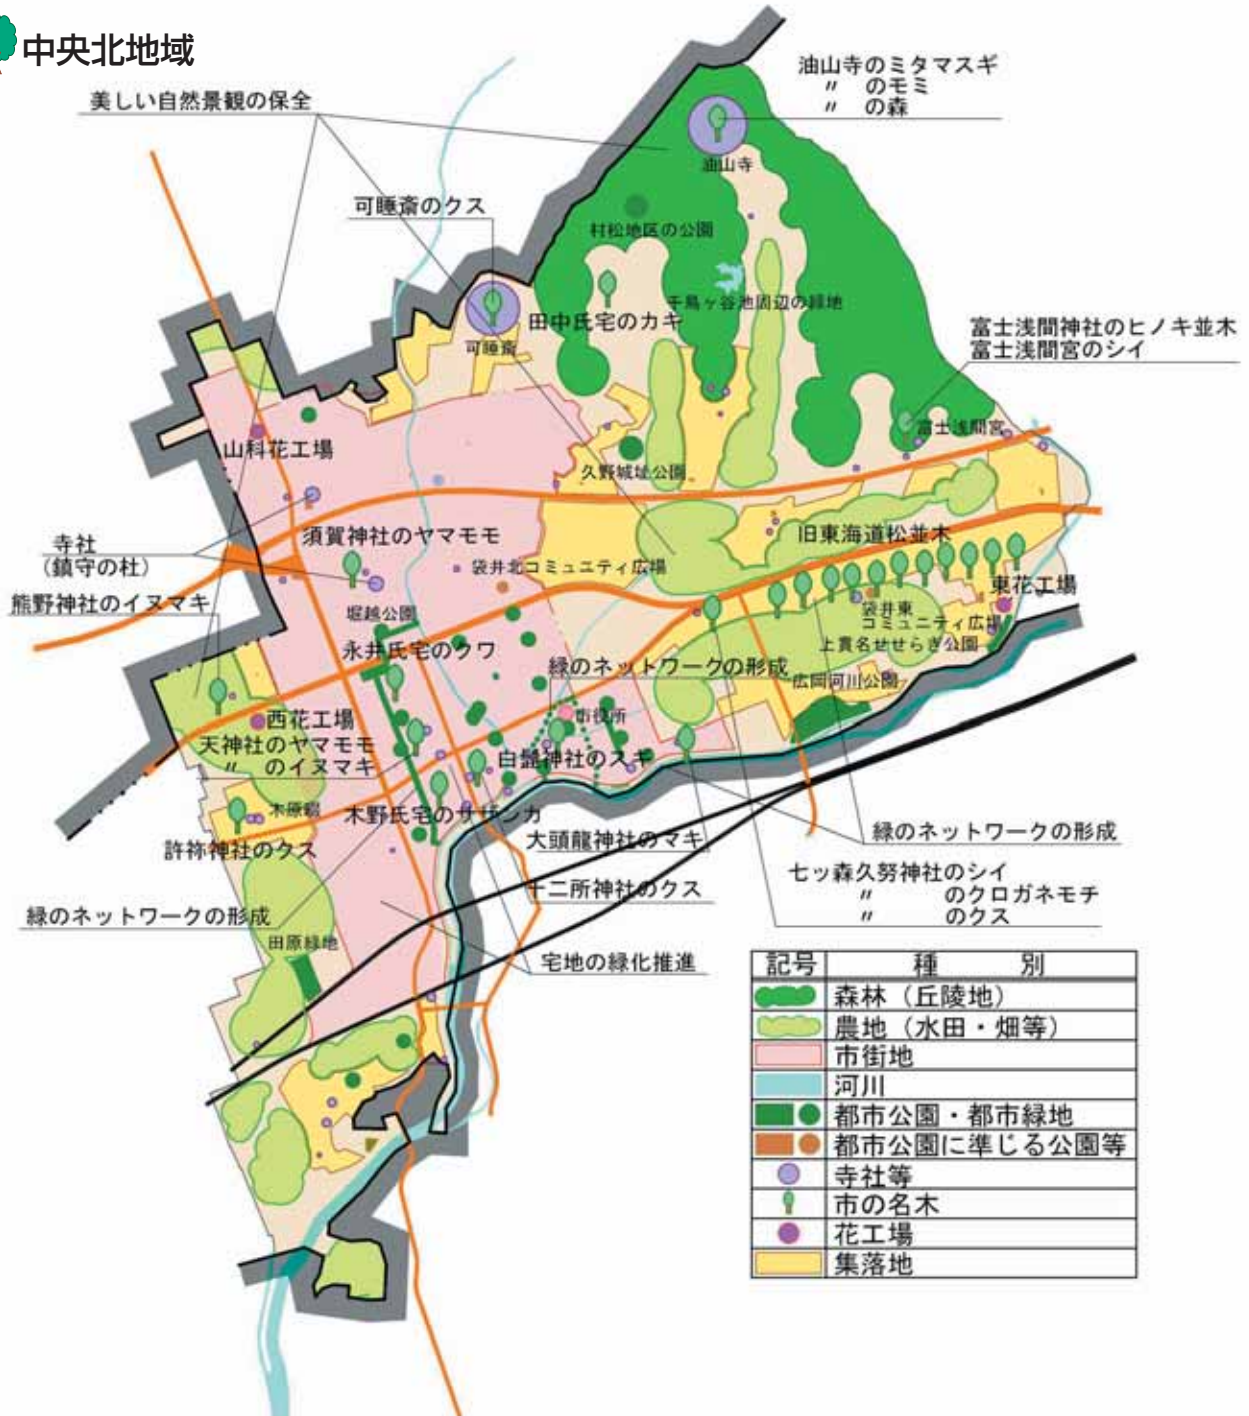 中央北地域
美しい自然景観の保全
油山寺のミタマスギ
〃 のモミ
〃 の森
油山寺
可睡斎のクス
村松地区の公園
千鳥ヶ谷池周辺の緑地
田中氏宅のカキ
可睡斎
富士浅間神社のヒノキ並木
富士浅間宮のシイ
富士浅間宮
山科花工場
久野城址公園
須賀神社のヤマモモ
旧東海道松並木
寺社
(鎮守の杜)
袋井北コミュニティ広場
熊野神社のイヌマキ
堀越公園
東花工場
袋井東
コミュニティ広場
永井氏宅のクワ
上貫名せせらぎ公園
緑のネットワークの形成
広岡河川公園
西花工場
市役所
天神社のヤマモモ
〃 のイヌマキ
白髭神社のスギ
木原塚
木野氏宅のサザンカ
許祢神社のクス
大頭龍神社のマキ
緑のネットワークの形成
七ッ森久努神社のシイ
〃 のクロガネモチ
〃 のクス
十二所神社のクス
緑のネットワークの形成
田原緑地
宅地の緑化推進
記号 種 別
森林（丘陵地）
農地（水田・畑等）
市街地
河川
都市公園・都市緑地
都市公園に準じる公園等
寺社等
市の名木
花工場
集落地